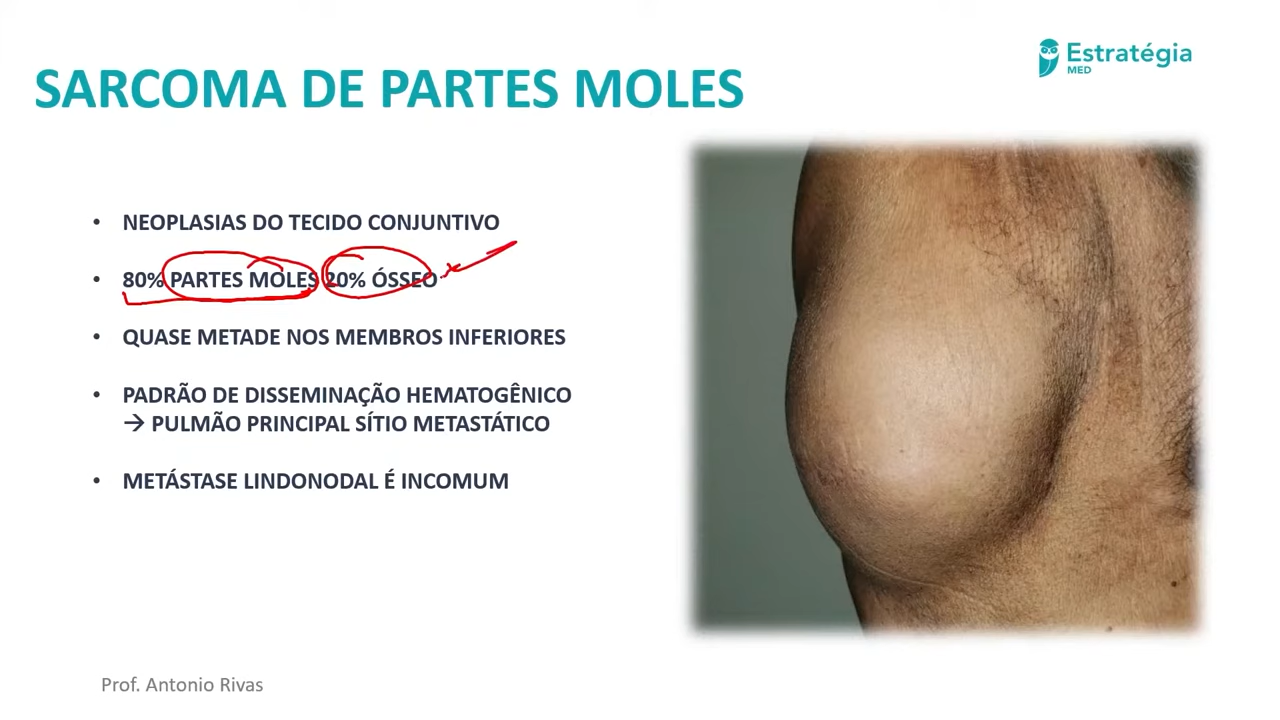 Estratégia
MED
SARCOMA DE PARTES MOLES
• NEOPLASIAS DO TECIDO CONJUNTIVO
• 80% PARTES MOLES 20% ÓSSEO
• QUASE METADE NOS MEMBROS INFERIORES
• PADRÃO DE DISSEMINAÇÃO HEMATOGÊNICO
→ PULMÃO PRINCIPAL SÍTIO METASTÁTICO
• METÁSTASE LINDONODAL É INCOMUM
Prof. Antonio Rivas